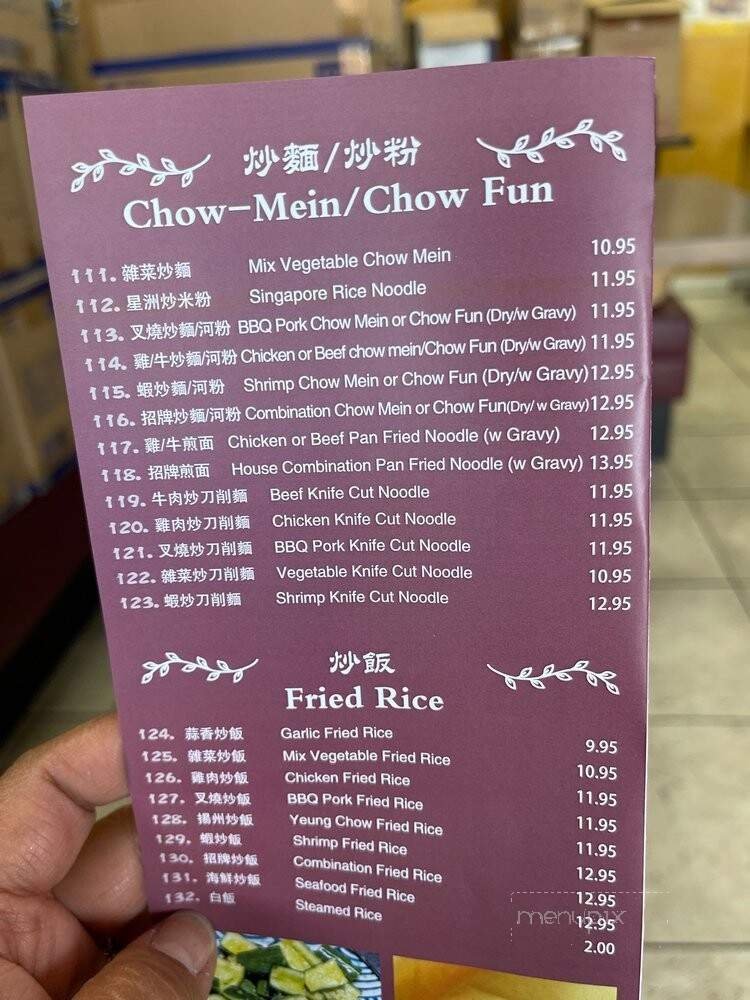 炒麵/炒粉
Chow-Mein/Chow Fun
111. 雜菜炒麵 Mix Vegetable Chow Mein 10.95
112. 星洲炒米粉 Singapore Rice Noodle 11.95
113. 叉燒炒麵/河粉 BBQ Pork Chow Mein or Chow Fun (Dry/w Gravy) 11.95
114. 雞/牛炒麵/河粉 Chicken or Beef chow mein/Chow Fun (Dry/w Gravy) 11.95
115. 蝦炒麵/河粉 Shrimp Chow Mein or Chow Fun (Dry/w Gravy) 12.95
116. 招牌炒麵/河粉 Combination Chow Mein or Chow Fun(Dry/ w Gravy) 12.95
117. 雞/牛煎面 Chicken or Beef Pan Fried Noodle (w Gravy) 12.95
118. 招牌煎面 House Combination Pan Fried Noodle (w Gravy) 13.95
119. 牛肉炒刀削麵 Beef Knife Cut Noodle 11.95
120. 雞肉炒刀削麵 Chicken Knife Cut Noodle 11.95
121. 叉燒炒刀削麵 BBQ Pork Knife Cut Noodle 11.95
122. 雜菜炒刀削麵 Vegetable Knife Cut Noodle 10.95
123. 蝦炒刀削麵 Shrimp Knife Cut Noodle 12.95
炒飯
Fried Rice
124. 蒜香炒飯 Garlic Fried Rice 9.95
125. 雜菜炒飯 Mix Vegetable Fried Rice 10.95
126. 雞肉炒飯 Chicken Fried Rice 11.95
127. 叉燒炒飯 BBQ Pork Fried Rice 11.95
128. 揚州炒飯 Yeung Chow Fried Rice 11.95
129. 蝦炒飯 Shrimp Fried Rice 12.95
130. 招牌炒飯 Combination Fried Rice 12.95
131. 海鮮炒飯 Seafood Fried Rice 12.95
132. 白飯 Steamed Rice 2.00
menupix